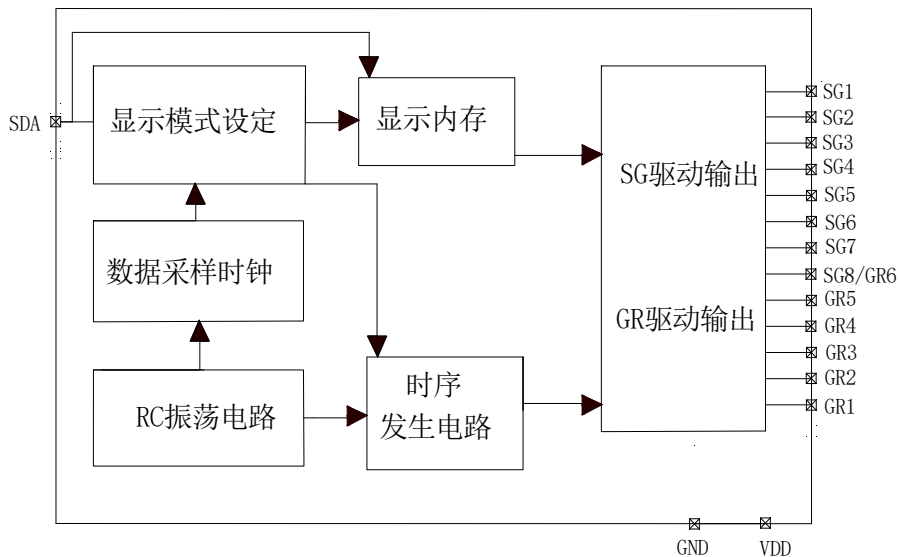 SDA
显示模式设定
显示内存
数据采样时钟
RC振荡电路
时序
发生电路
SG驱动输出
GR驱动输出
SG1
SG2
SG3
SG4
SG5
SG6
SG7
SG8/GR6
GR5
GR4
GR3
GR2
GR1
GND
VDD